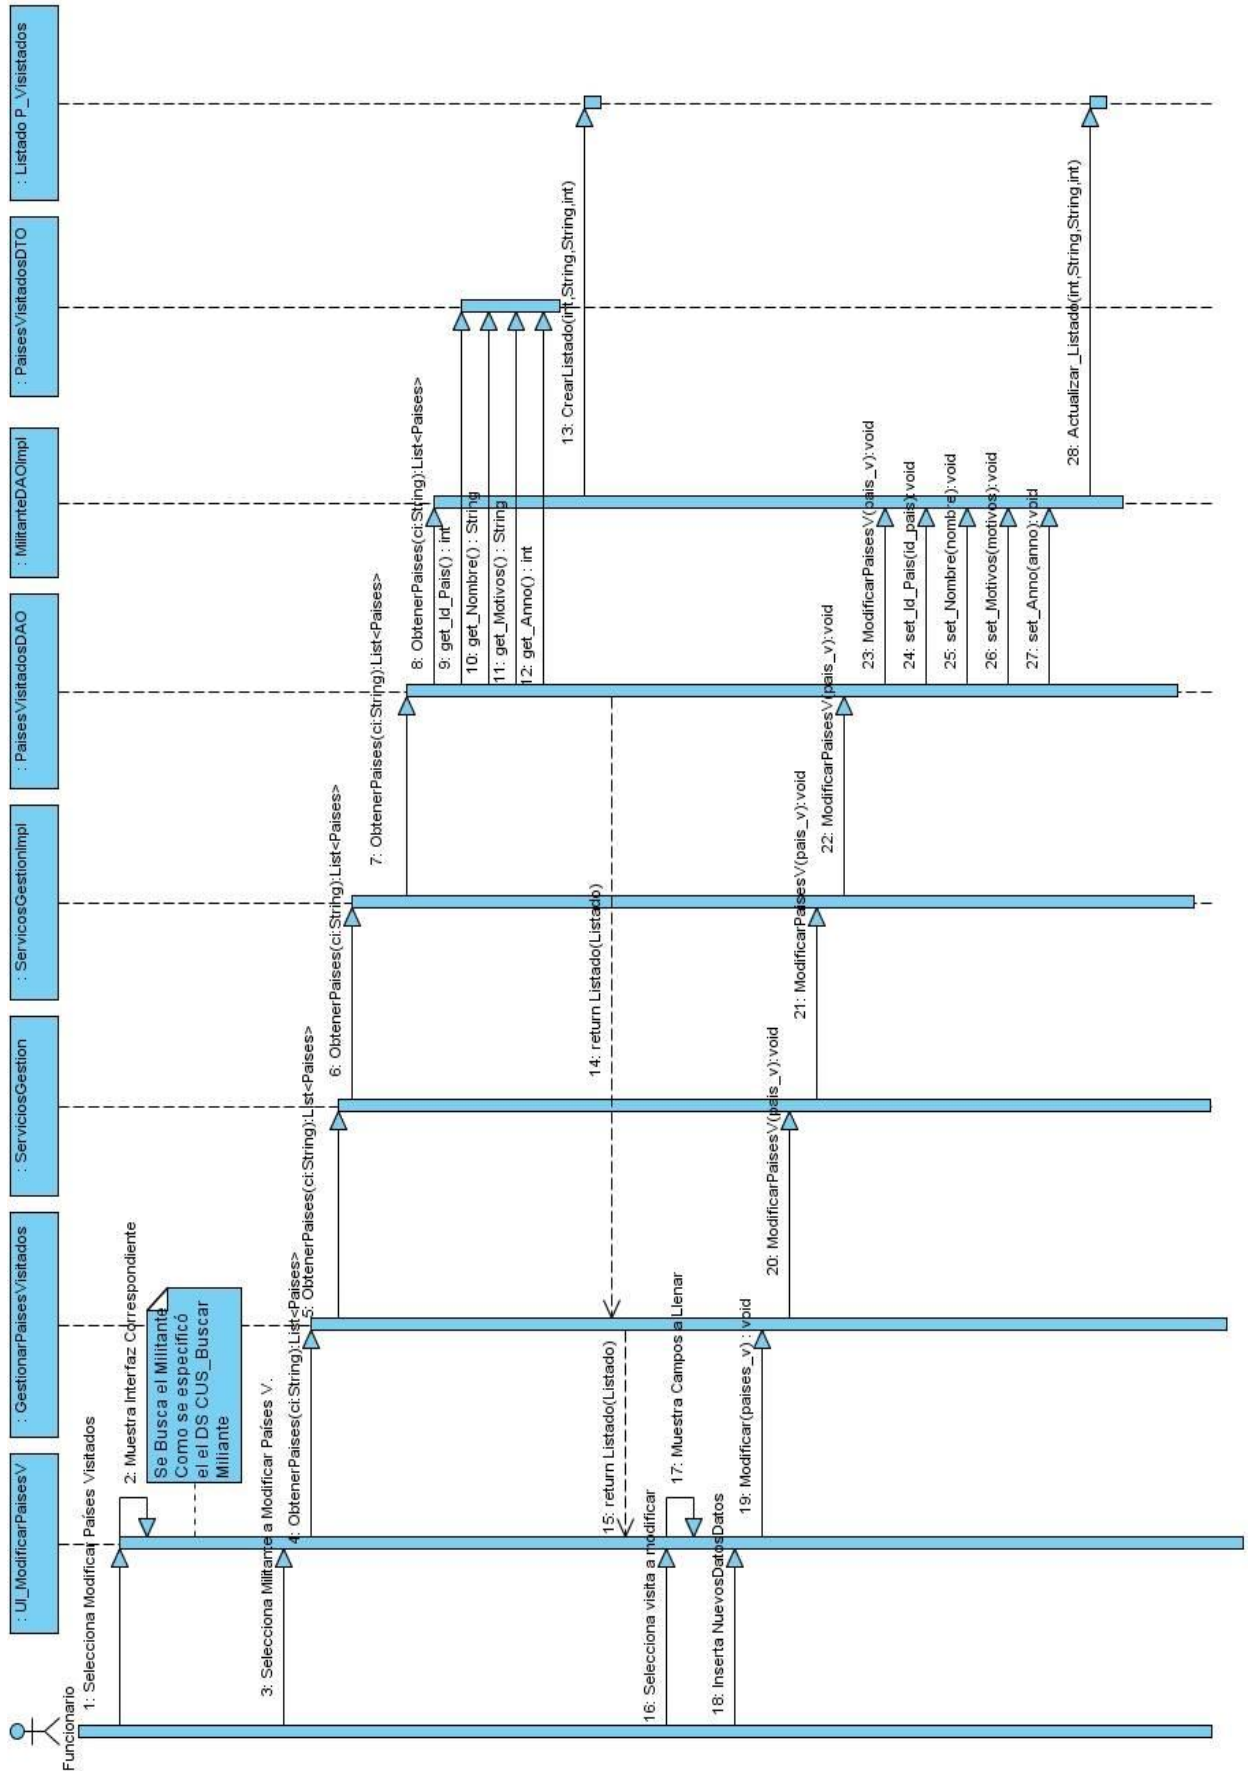 Funcionario
: UI_ModificarPaisesV
: GestionarPaisesVisitados
: ServiciosGestion
: ServicosGestionImpl
: PaisesVisitadosDAO
: MilitanteDAOImpl
: PaisesVisitadosDTO
: Listado P_Visistados
1: Selecciona Modificar Países Visitados
2: Muestra Interfaz Correspondiente
Se Busca el Militante
Como se especificó
el el DS CUS_Buscar
Miliante
3: Selecciona Militante a Modificar Países V.
4: ObtenerPaises(ci:String):List<Paises>
5: ObtenerPaises(ci:String):List<Paises>
6: ObtenerPaises(ci:String):List<Paises>
7: ObtenerPaises(ci:String):List<Paises>
8: ObtenerPaises(ci:String):List<Paises>
9: get_Id_Pais() : int
10: get_Nombre() : String
11: get_Motivos() : String
12: get_Anno() : int
13: CrearListado(int,String,String,int)
14: return Listado(Listado)
15: return Listado(Listado)
16: Selecciona visita a modificar
17: Muestra Campos a Llenar
18: Inserta NuevosDatosDatos
19: Modificar(paises_v) : void
20: ModificarPaisesV(pais_v):void
21: ModificarPaisesV(pais_v):void
22: ModificarPaisesV(pais_v):void
23: ModificarPaisesV(pais_v):void
24: set_Id_Pais(id_pais):void
25: set_Nombre(nombre):void
26: set_Motivos(motivos):void
27: set_Anno(anno):void
28: Actualizar_Listado(int,String,String,int)